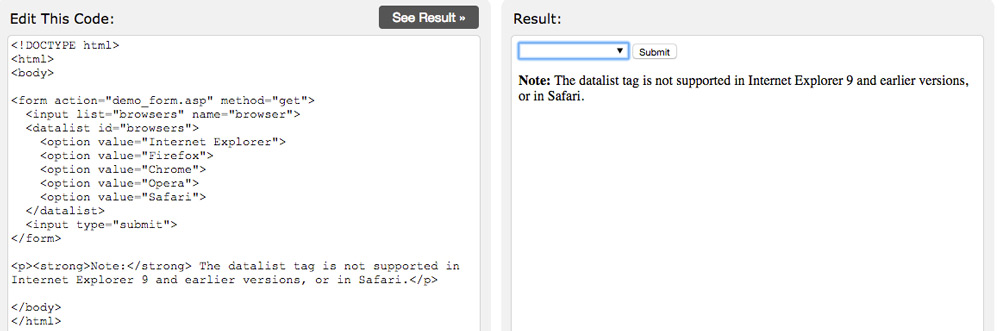 Edit This Code:
See Result »
<!DOCTYPE html>
<html>
<body>
<form action="demo_form.asp" method="get">
<input list="browsers" name="browser">
<datalist id="browsers">
<option value="Internet Explorer">
<option value="Firefox">
<option value="Chrome">
<option value="Opera">
<option value="Safari">
</datalist>
<input type="submit">
</form>
<p><strong>Note:</strong> The datalist tag is not supported in
Internet Explorer 9 and earlier versions, or in Safari.</p>
</body>
</html>
Result:
Submit
Note: The datalist tag is not supported in Internet Explorer 9 and earlier versions,
or in Safari.